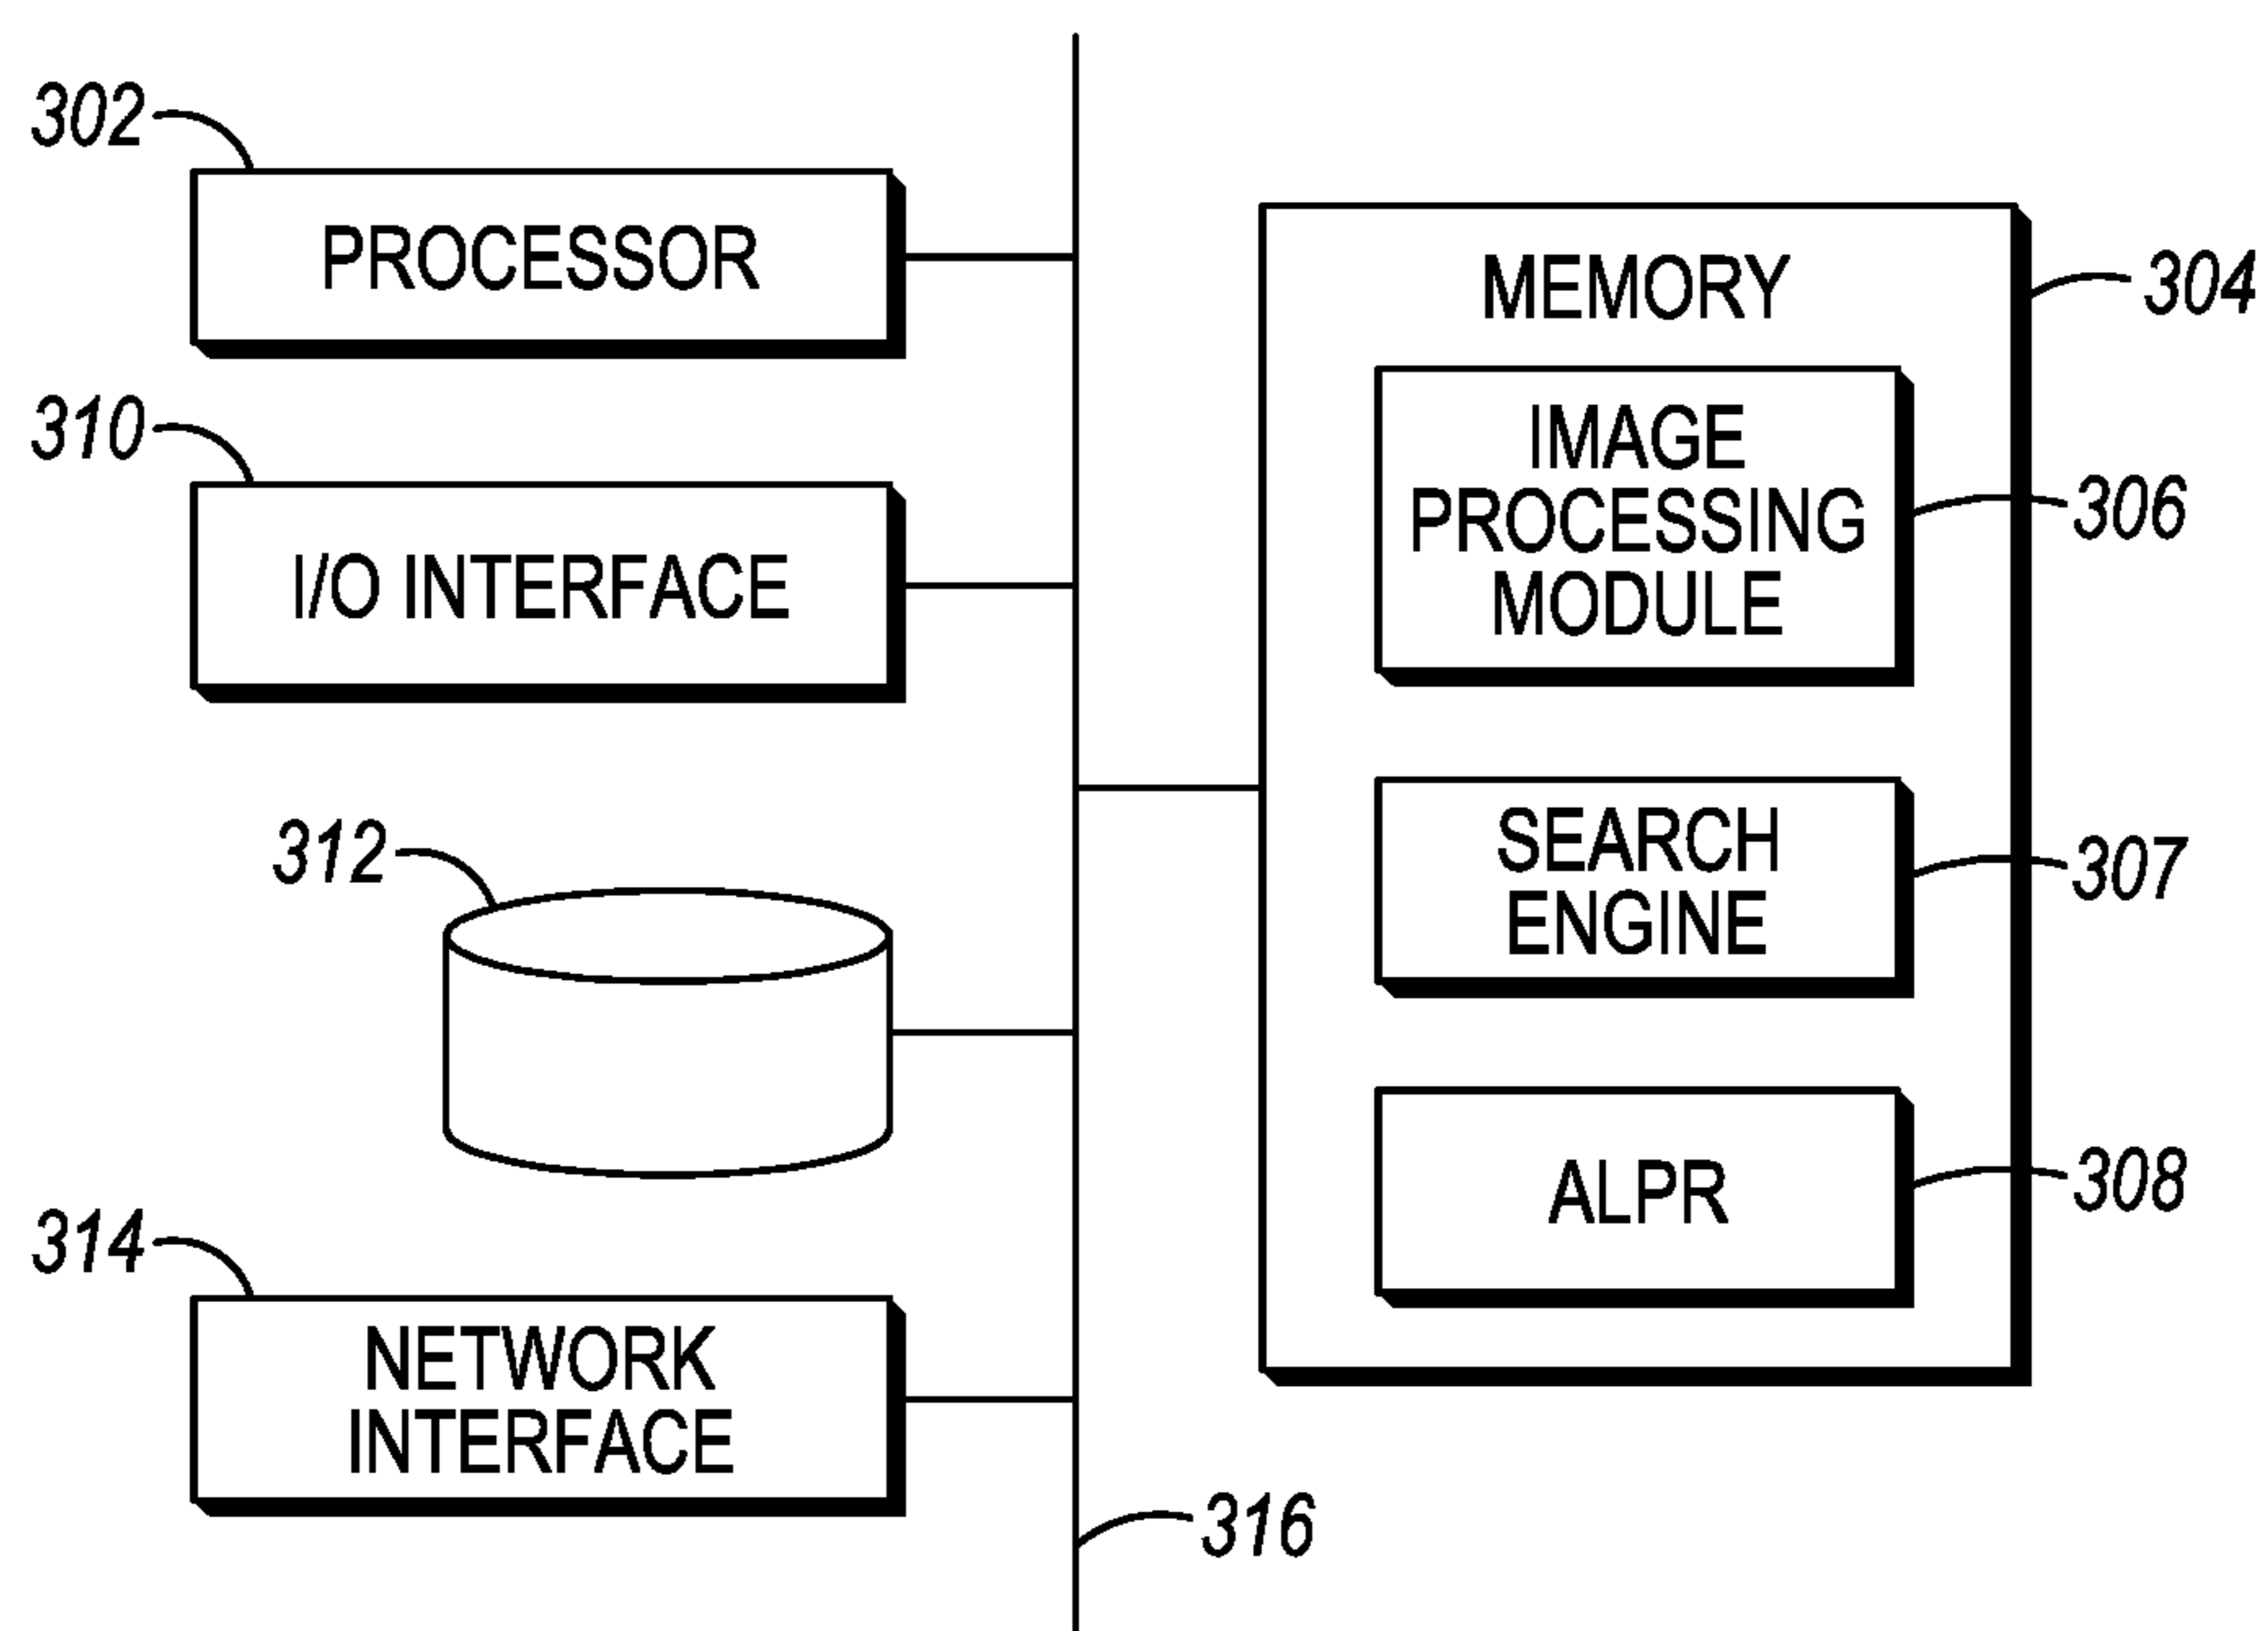 302
PROCESSOR
310
I/O INTERFACE
312
314
NETWORK
INTERFACE
316
MEMORY
304
IMAGE
PROCESSING
MODULE
306
SEARCH
ENGINE
307
ALPR
308